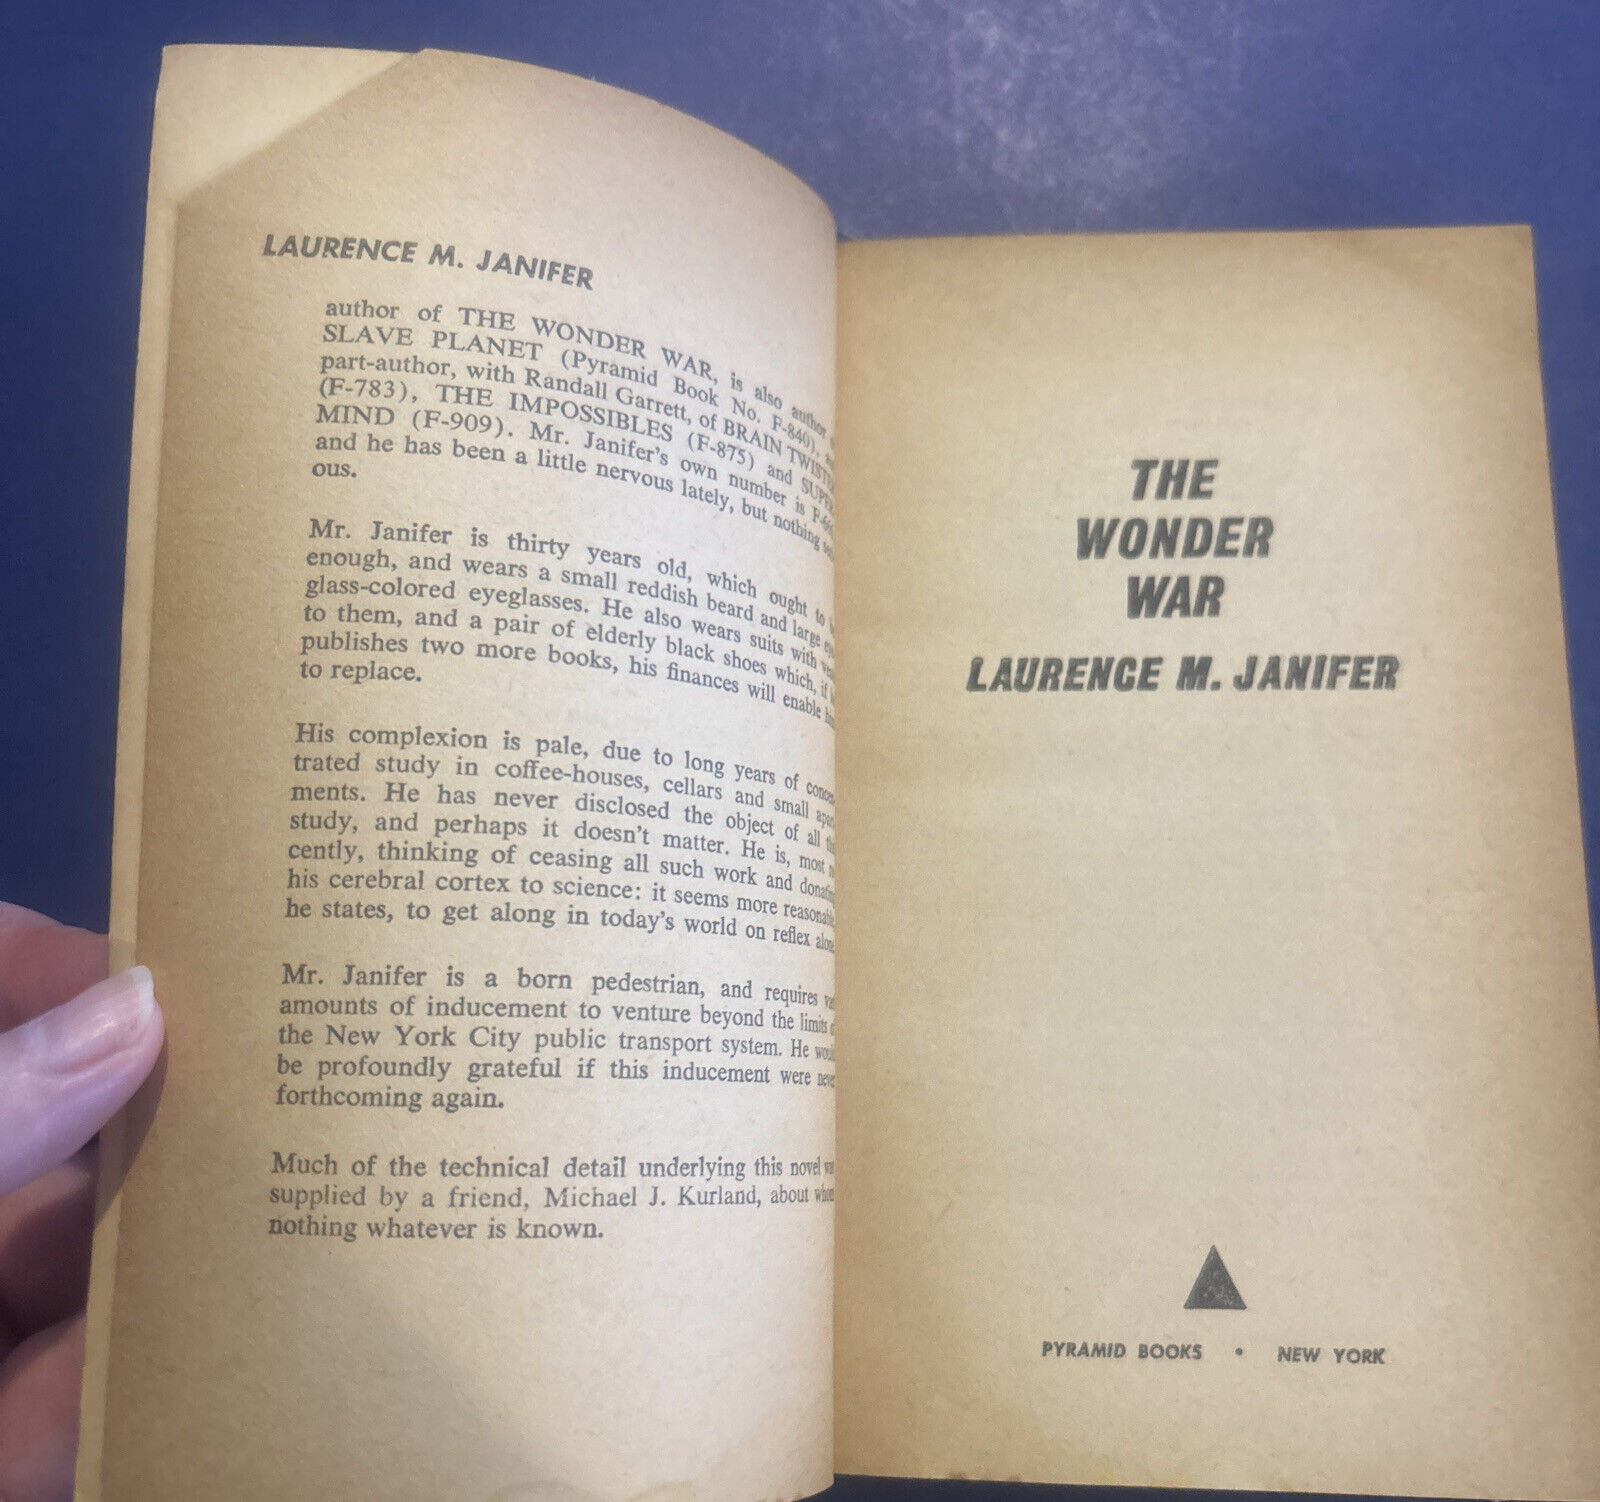 LAURENCE M. JANIFER
author of THE WONDER WAR, is also author
SLAVE PLANET (Pyramid Book No. F-840),
part-author, with Randall Garrett, of BRAIN
(F-783), THE IMPOSSIBLES (F-875) and
MIND (F-909). Mr. Janifer's own number is
and he has been a little nervous lately, but nothing
ous.
Mr. Janifer is thirty years old, which ought to
enough, and wears a small reddish beard and large
glass-colored eyeglasses. He also wears suits with
to them, and a pair of elderly black shoes which, if
publishes two more books, his finances will enable
to replace.
His complexion is pale, due to long years of
trated study in coffee-houses, cellars and small
ments. He has never disclosed the object of all
study, and perhaps it doesn't matter. He is, most
cently, thinking of ceasing all such work and
his cerebral cortex to science: it seems more
he states, to get along in today's world on reflex
Mr. Janifer is a born pedestrian, and requires
amounts of inducement to venture beyond the limits
the New York City public transport system. He
be profoundly grateful if this inducement were
forthcoming again.
Much of the technical detail underlying this novel
supplied by a friend, Michael J. Kurland, about
nothing whatever is known.
THE
WONDER
WAR
LAURENCE M. JANIFER
PYRAMID BOOKS • NEW YORK